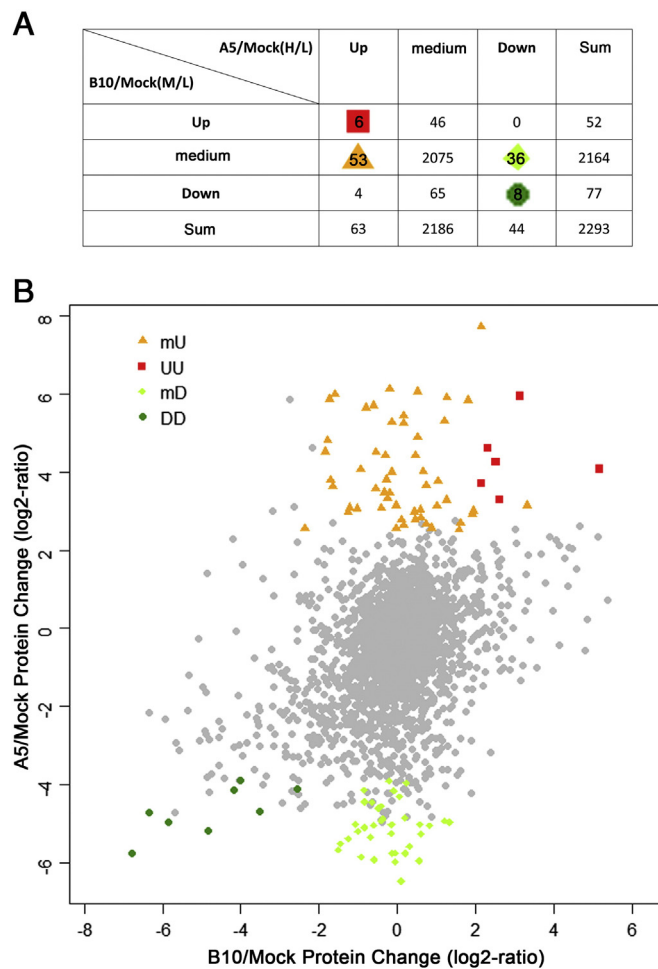 A
A5/Mock(H/L) Up medium Down Sum
B10/Mock(M/L)
Up 6 46 0 52
medium 53 2075 36 2164
Down 4 65 8 77
Sum 63 2186 44 2293
B
mU
UU
mD
DD
A5/Mock Protein Change (log2-ratio)
8
6
4
2
0
-2
-4
-6
-8 -6 -4 -2 0 2 4 6
B10/Mock Protein Change (log2-ratio)